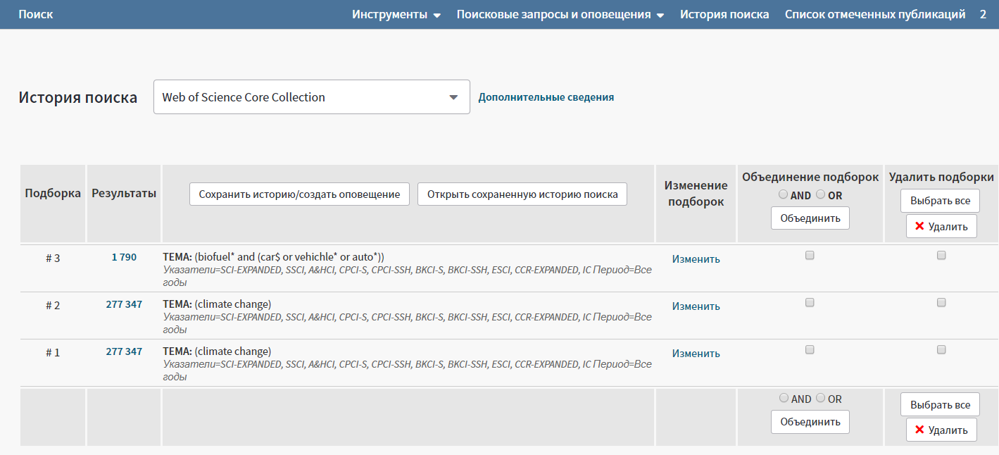 Поиск Инструменты Поисковые запросы и оповещения История поиска Список отмеченных публикаций 2
История поиска Web of Science Core Collection Дополнительные сведения
Подборка Результаты Сохранить историю/создать оповещение Открыть сохраненную историю поиска Изменение подборок Объединение подборок Удалить подборки
AND OR Выбрать все
Объединить Удалить
# 3 1 790 ТЕМА: (biofuel* and (car$ or vehichle* or auto*)) Изменить
Указатели=SCI-EXPANDED, SSCI, A&HCI, CPCI-S, CPCI-SSH, BKCI-S, BKCI-SSH, ESCI, CCR-EXPANDED, IC Период=Все
годы
# 2 277 347 ТЕМА: (climate change) Изменить
Указатели=SCI-EXPANDED, SSCI, A&HCI, CPCI-S, CPCI-SSH, BKCI-S, BKCI-SSH, ESCI, CCR-EXPANDED, IC Период=Все
годы
# 1 277 347 ТЕМА: (climate change) Изменить
Указатели=SCI-EXPANDED, SSCI, A&HCI, CPCI-S, CPCI-SSH, BKCI-S, BKCI-SSH, ESCI, CCR-EXPANDED, IC Период=Все
годы
AND OR Выбрать все
Объединить Удалить